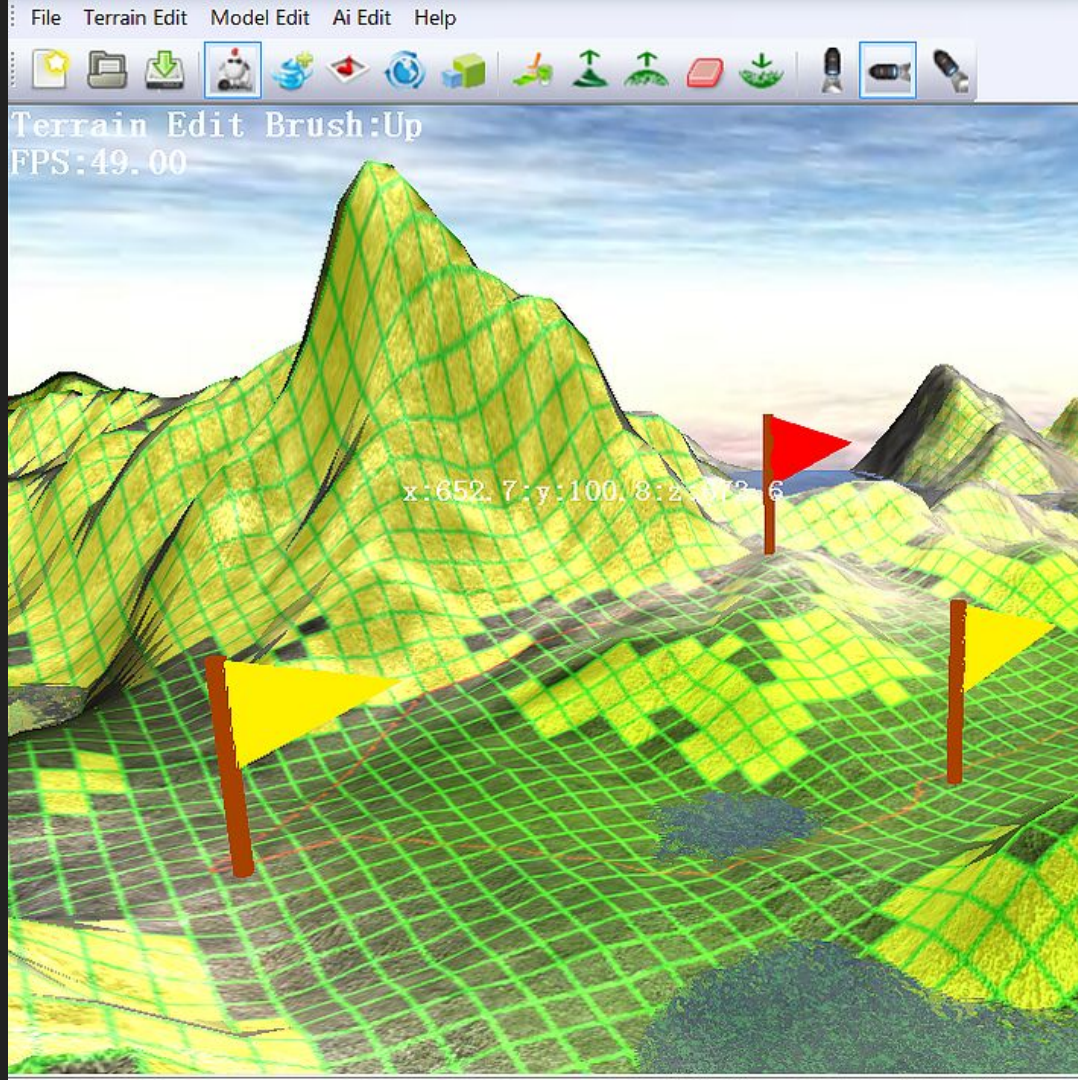 File Terrain Edit Model Edit Ai Edit Help
Terrain Edit Brush:Up
FPS:49.00
x:652.7:y:100.8:z